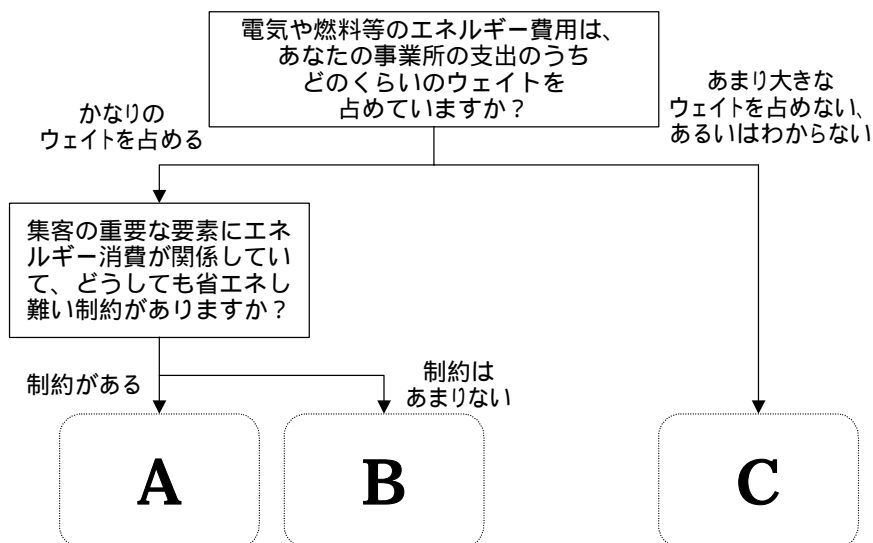 電気や燃料等のエネルギー費用は、
あなたの事業所の支出のうち
どのくらいのウェイトを
占めていますか？
かなりの
ウェイトを占める
あまり大きな
ウェイトを占めない、
あるいはわからない
集客の重要な要素にエネ
ルギー消費が関係してい
て、どうしても省エネし
難い制約がありますか？
制約がある
制約は
あまりない
A
B
C